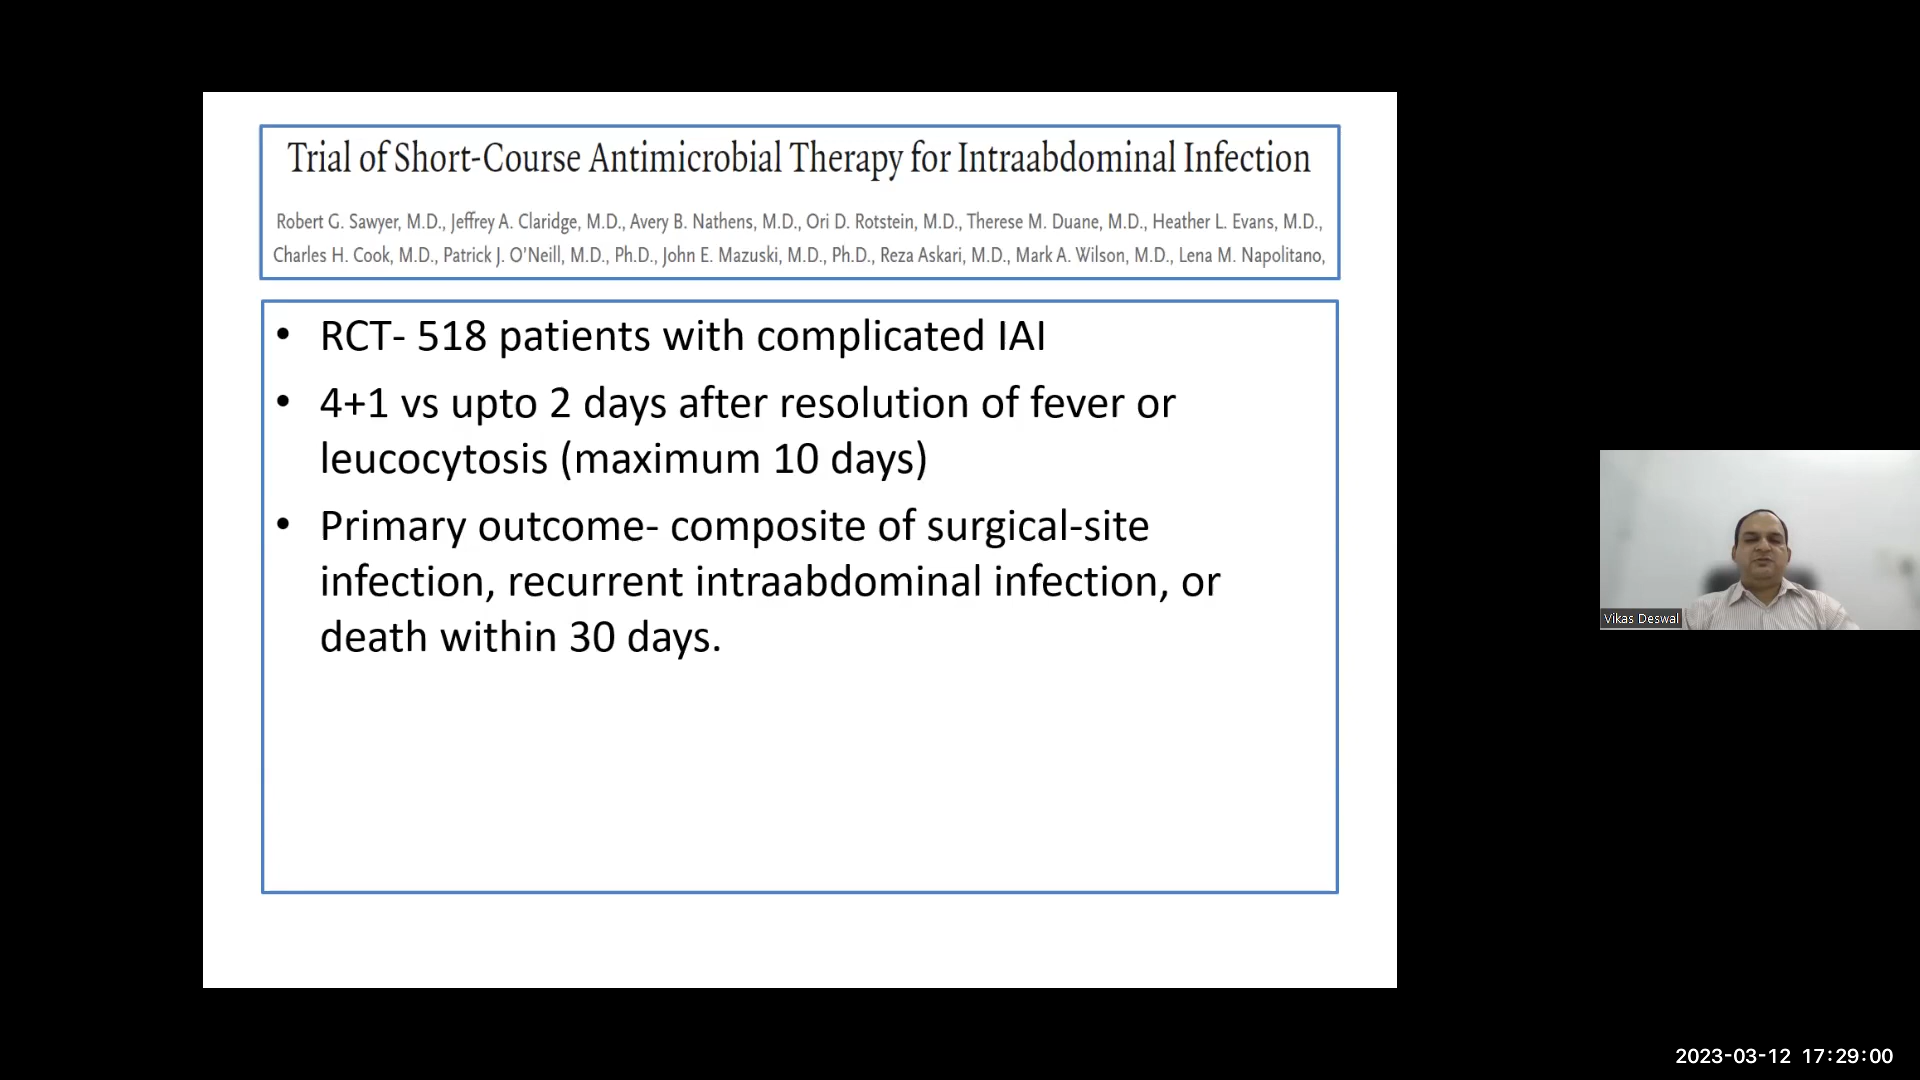 Trial of Short-Course Antimicrobial Therapy for Intraabdominal Infection
Robert G. Sawyer, M.D., Jeffrey A. Claridge, M.D., Avery B. Nathens, M.D., Ori D. Rotstein, M.D., Therese M. Duane, M.D., Heather L. Evans, M.D.,
Charles H. Cook, M.D., Patrick J. O'Neill, M.D., Ph.D., John E. Mazuski, M.D., Ph.D., Reza Askari, M.D., Mark A. Wilson, M.D., Lena M. Napolitano,
• RCT- 518 patients with complicated IAI
• 4+1 vs upto 2 days after resolution of fever or
leucocytosis (maximum 10 days)
• Primary outcome- composite of surgical-site
infection, recurrent intraabdominal infection, or
death within 30 days.
Vikas Deswal
2023-03-12 17:29:00